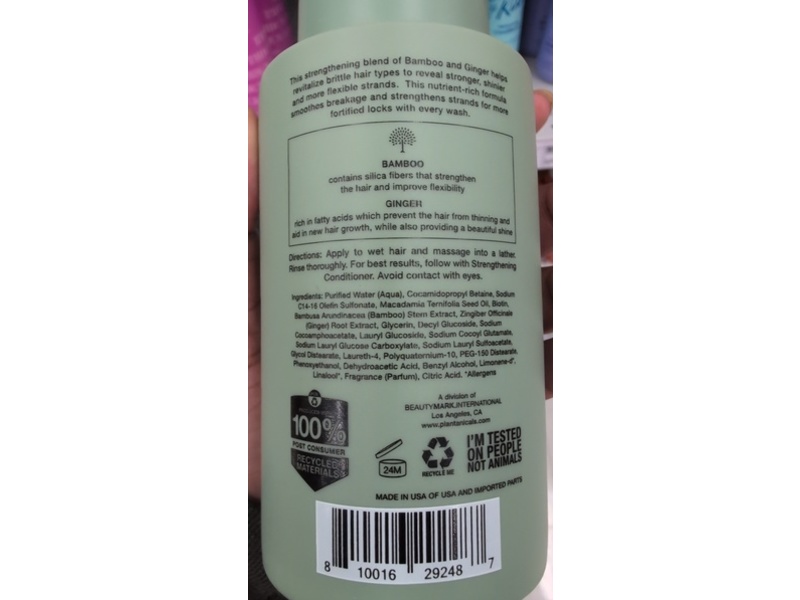 This strengthening blend of Bamboo and Ginger helps
revitalize brittle hair types to reveal stronger, shinier
and more flexible strands. This nutrient-rich formula
smoothes breakage and strengthens strands for more
fortified locks with every wash.
BAMBOO
contains silica fibers that strengthen
the hair and improve flexibility
GINGER
rich in fatty acids which prevent the hair from thinning and
aid in new hair growth, while also providing a beautiful shine
Directions: Apply to wet hair and massage into a lather.
Rinse thoroughly. For best results, follow with Strengthening
Conditioner. Avoid contact with eyes.
Ingredients: Purified Water (Aqua), Cocamidopropyl Betaine, Sodium
C14-16 Olefin Sulfonate, Macadamia Ternifolia Seed Oil, Biotin,
Bambusa Arundinacea (Bamboo) Stem Extract, Zingiber Officinale
(Ginger) Root Extract, Glycerin, Decyl Glucoside, Sodium
Cocoamphoacetate, Lauryl Glucoside, Sodium Cocoyl Glutamate,
Sodium Lauryl Glucose Carboxylate, Sodium Lauryl Sulfoacetate,
Glycol Distearate, Laureth-4, Polyquaternium-10, PEG-150 Distearate,
Phenoxyethanol, Dehydroacetic Acid, Benzyl Alcohol, Limonene-d*,
Linalool*, Fragrance (Parfum), Citric Acid. *Allergens
A division of
BEAUTYMARK.INTERNATIONAL
Los Angeles, CA
www.plantanicals.com
100%
POST CONSUMER
RECYCLED
MATERIALS
24M
RECYCLE ME
I'M TESTED
ON PEOPLE
NOT ANIMALS
MADE IN USA OF USA AND IMPORTED PARTS
8 10016 29248 7